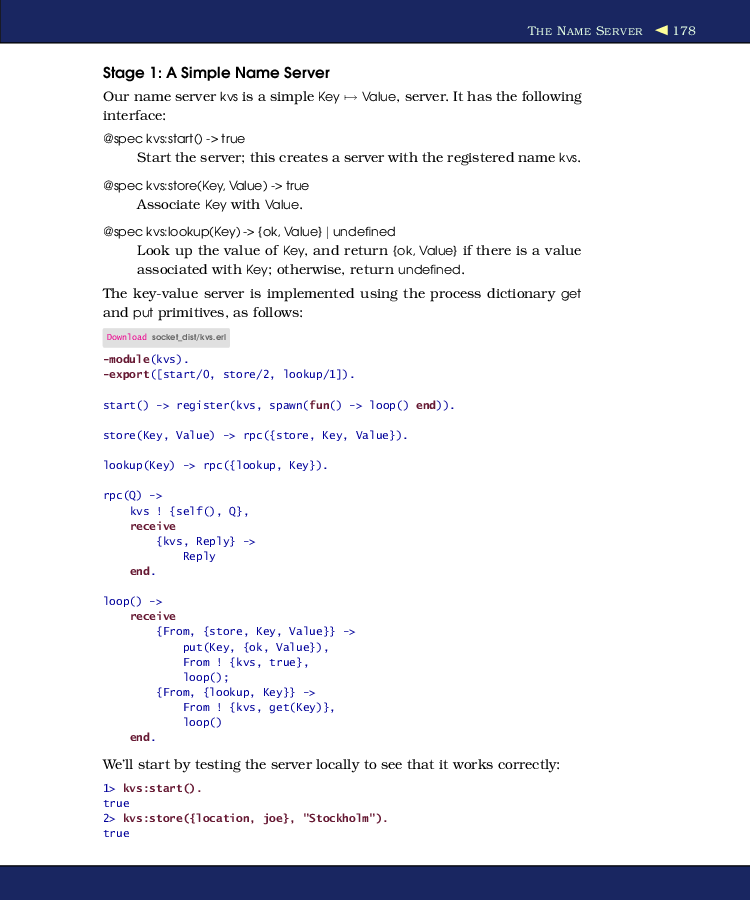 THE NAME SERVER ◀ 178
Stage 1: A Simple Name Server
Our name server kvs is a simple Key ↦ Value, server. It has the following
interface:
@spec kvs:start() -> true
Start the server; this creates a server with the registered name kvs.
@spec kvs:store(Key, Value) -> true
Associate Key with Value.
@spec kvs:lookup(Key) -> {ok, Value} | undefined
Look up the value of Key, and return {ok, Value} if there is a value
associated with Key; otherwise, return undefined.
The key-value server is implemented using the process dictionary get
and put primitives, as follows:
Download socket_dist/kvs.erl
-module(kvs).
-export([start/0, store/2, lookup/1]).
start() -> register(kvs, spawn(fun() -> loop() end)).
store(Key, Value) -> rpc({store, Key, Value}).
lookup(Key) -> rpc({lookup, Key}).
rpc(Q) ->
    kvs ! {self(), Q},
    receive
        {kvs, Reply} ->
            Reply
    end.
loop() ->
    receive
        {From, {store, Key, Value}} ->
            put(Key, {ok, Value}),
            From ! {kvs, true},
            loop();
        {From, {lookup, Key}} ->
            From ! {kvs, get(Key)},
            loop()
    end.
We'll start by testing the server locally to see that it works correctly:
1> kvs:start().
true
2> kvs:store({location, joe}, "Stockholm").
true